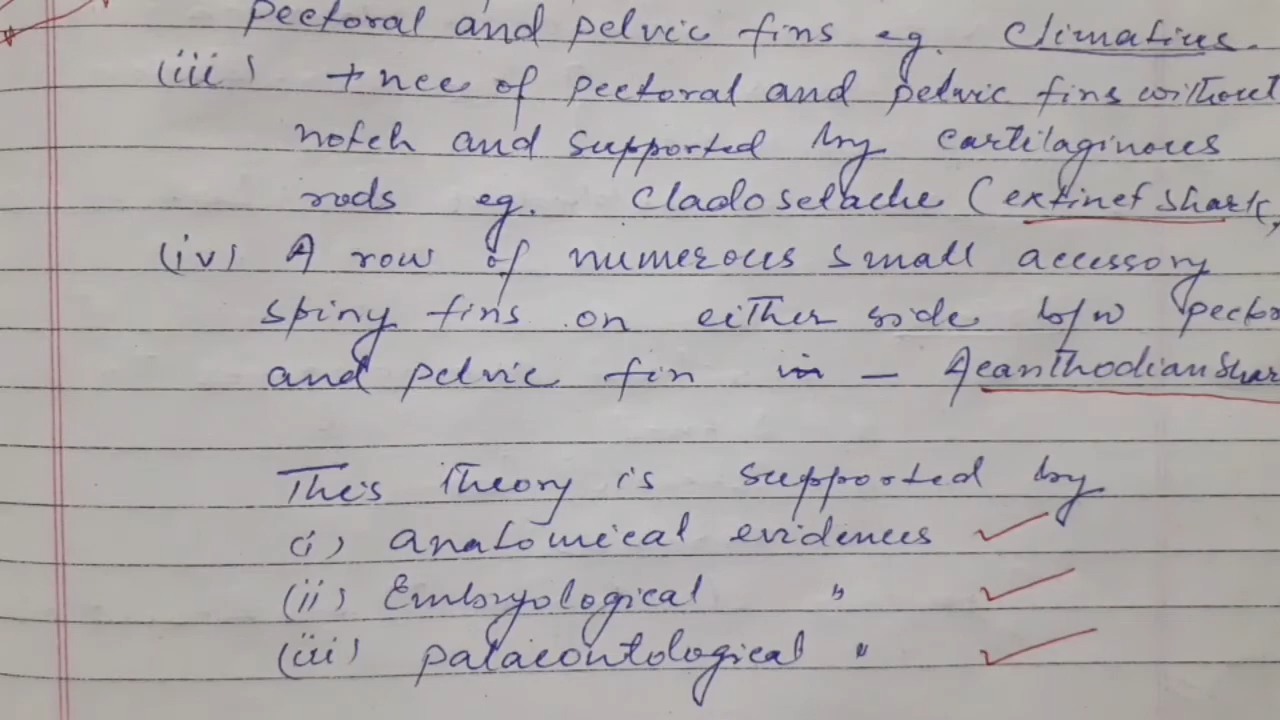 pectoral and pelvic fins eg. Climatius.
(iii) +nce of pectoral and pelvic fins without
notch and supported by cartilaginous
rods eg. Cladoselache (extinct shark,
(iv) A row of numerous small accessory
spiny fins on either side b/w pecto
and pelvic fin in — Acanthodian Shar
This theory is supported by
(i) anatomical evidences ✓
(ii) Embryological " ✓
(iii) palaeontological " ✓